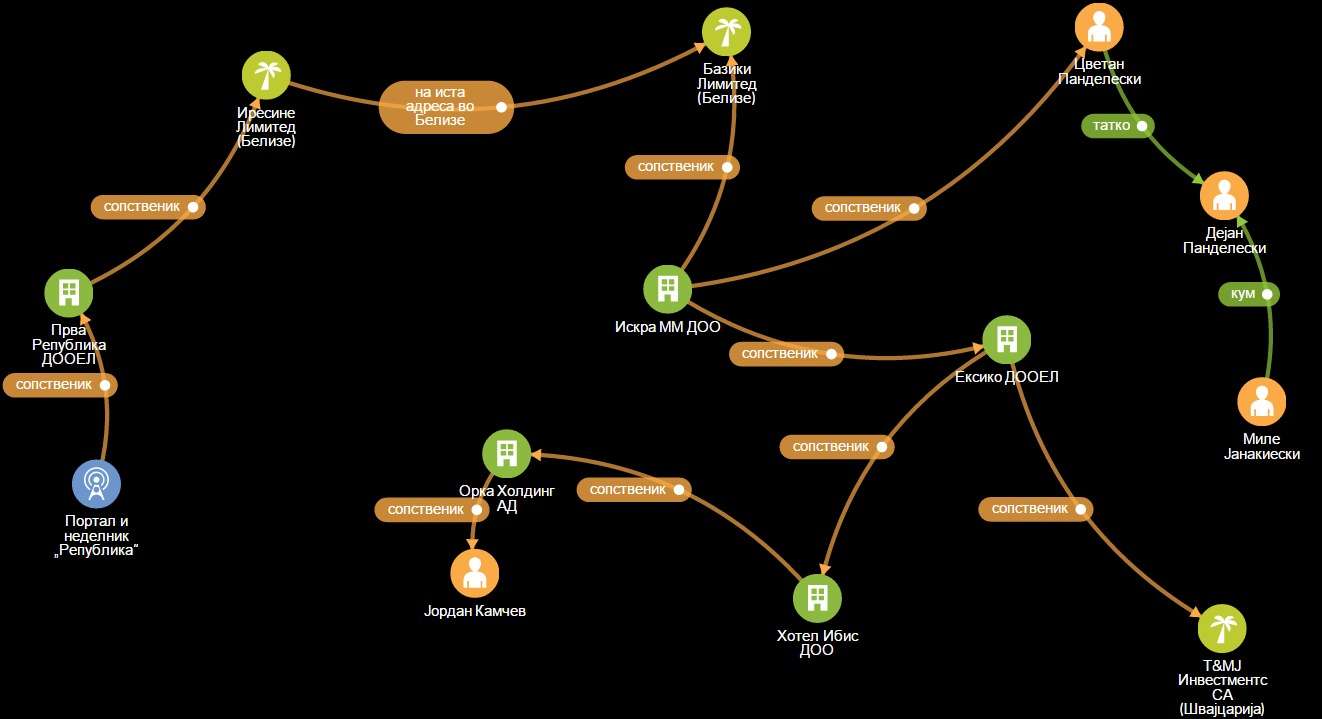 Цветан
Панделески
Базики
Лимитед
(Белизе)
на иста
адреса во
Белизе
Иресине
Лимитед
(Белизе)
татко
сопственик
сопственик
сопственик
Дејан
Панделески
кум
Прва
Република
ДООЕЛ
Искра ММ ДОО
сопственик
Ексико ДООЕЛ
сопственик
Миле
Јанакиески
сопственик
Орка Холдинг
АД
сопственик
сопственик
сопственик
Портал и
неделник
„Република“
Јордан Камчев
Хотел Ибис
ДОО
Т&МЈ
Инвестментс
СА
(Швајцарија)